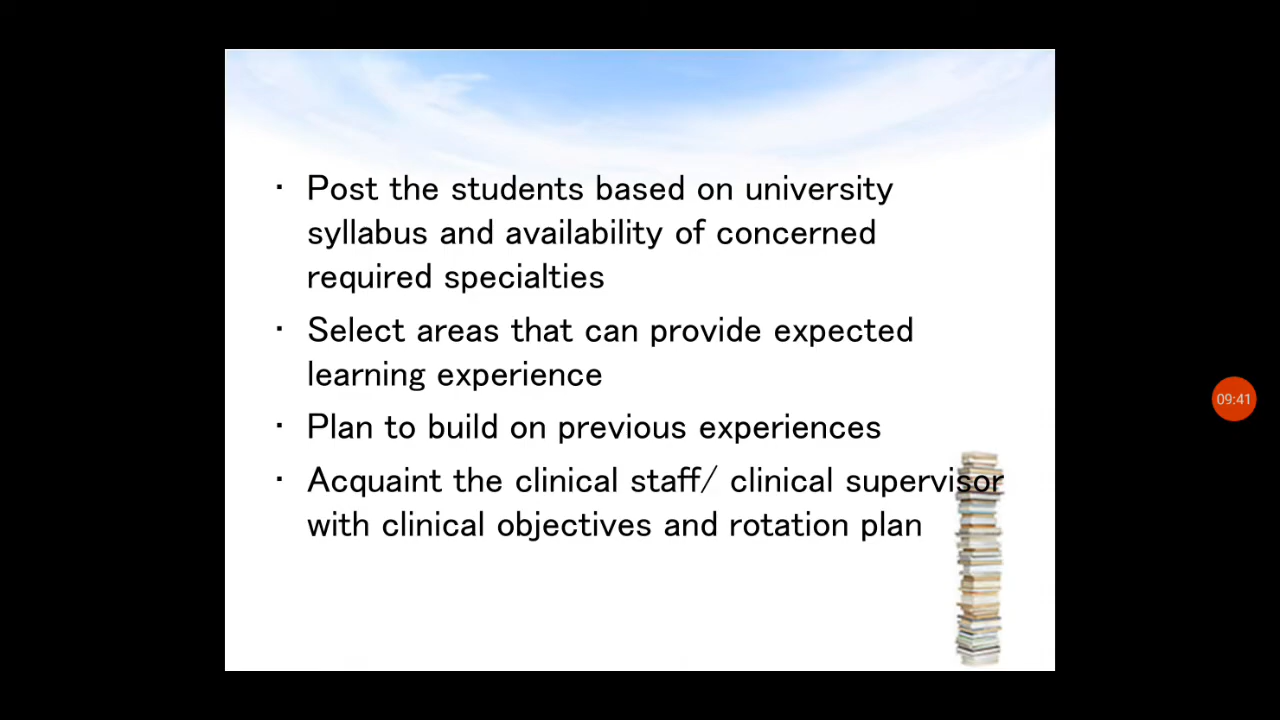 · Post the students based on university
syllabus and availability of concerned
required specialties
· Select areas that can provide expected
learning experience
· Plan to build on previous experiences
· Acquaint the clinical staff/ clinical supervisor
with clinical objectives and rotation plan
09:41